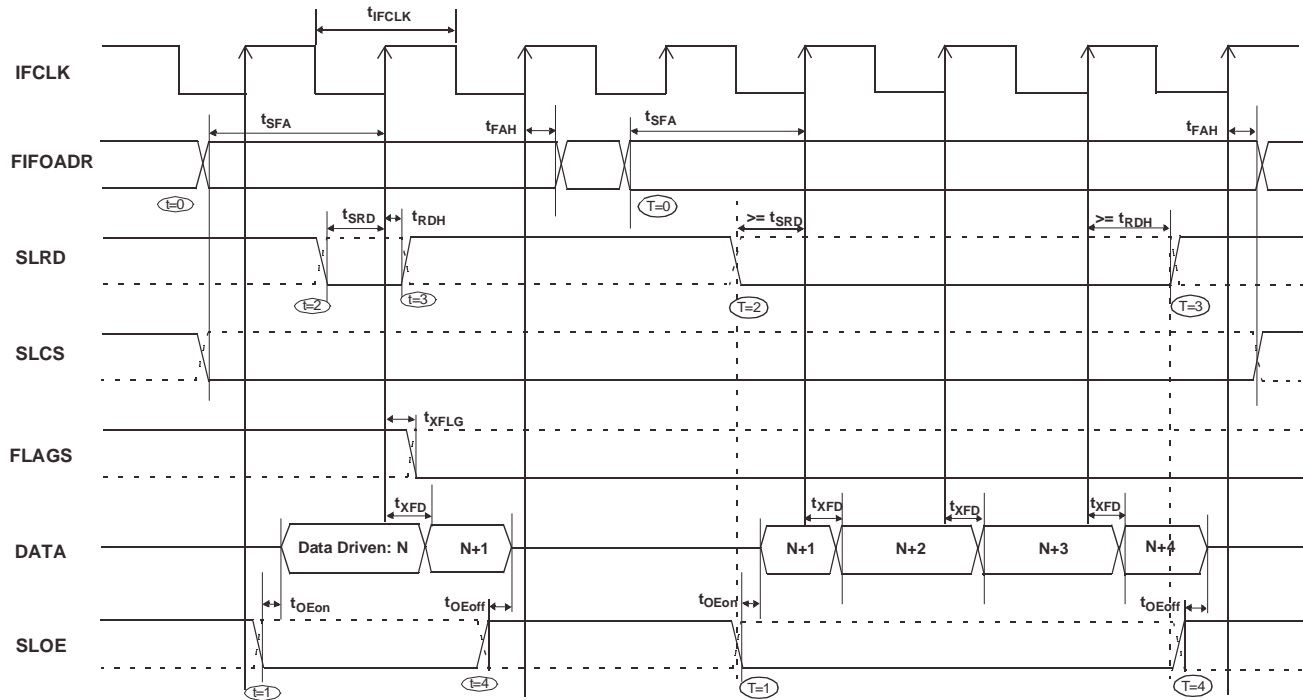 tIFCLK
IFCLK
tSFA
tFAH
tSFA
tFAH
FIFOADR
t=0
T=0
tSRD
tRDH
>= tSRD
>= tRDH
SLRD
t=2
t=3
T=2
T=3
SLCS
tXFLG
FLAGS
tXFD
tXFD
tXFD
tXFD
DATA
Data Driven: N
N+1
N+1
N+2
N+3
N+4
tOEon
tOEoff
tOEon
tOEoff
SLOE
t=1
t=4
T=1
T=4